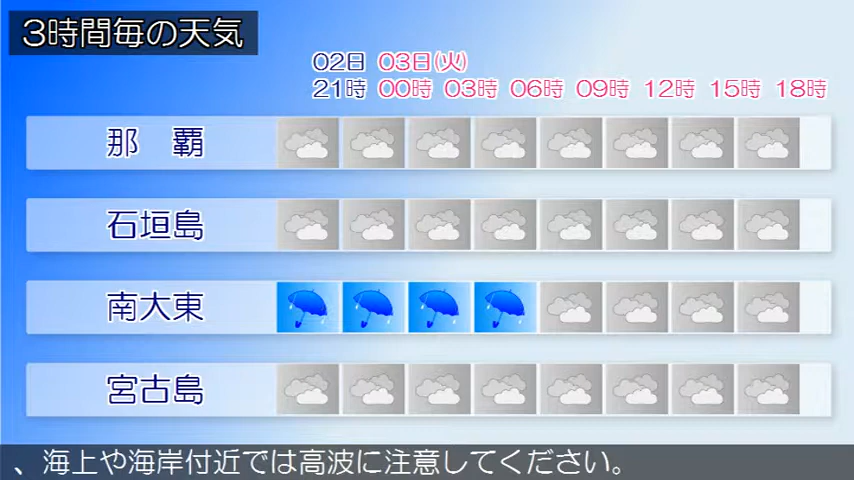 3時間毎の天気
02日 03日(火)
21時 00時 03時 06時 09時 12時 15時 18時
那　覇
石垣島
南大東
宮古島
、海上や海岸付近では高波に注意してください。